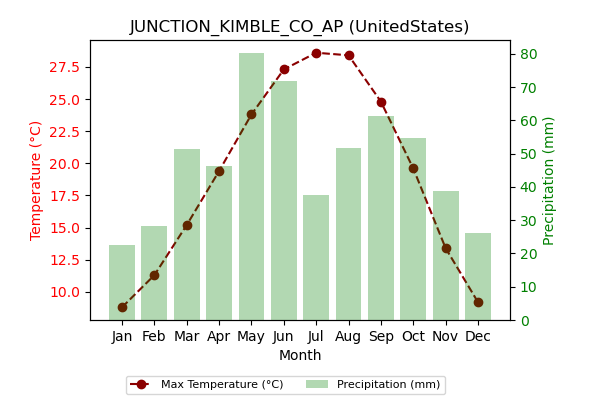 JUNCTION_KIMBLE_CO_AP (UnitedStates)
Temperature (°C)
27.5
25.0
22.5
20.0
17.5
15.0
12.5
10.0
80
70
60
50
40
30
20
10
0
Precipitation (mm)
Jan Feb Mar Apr May Jun Jul Aug Sep Oct Nov Dec
Month
Max Temperature (°C) Precipitation (mm)